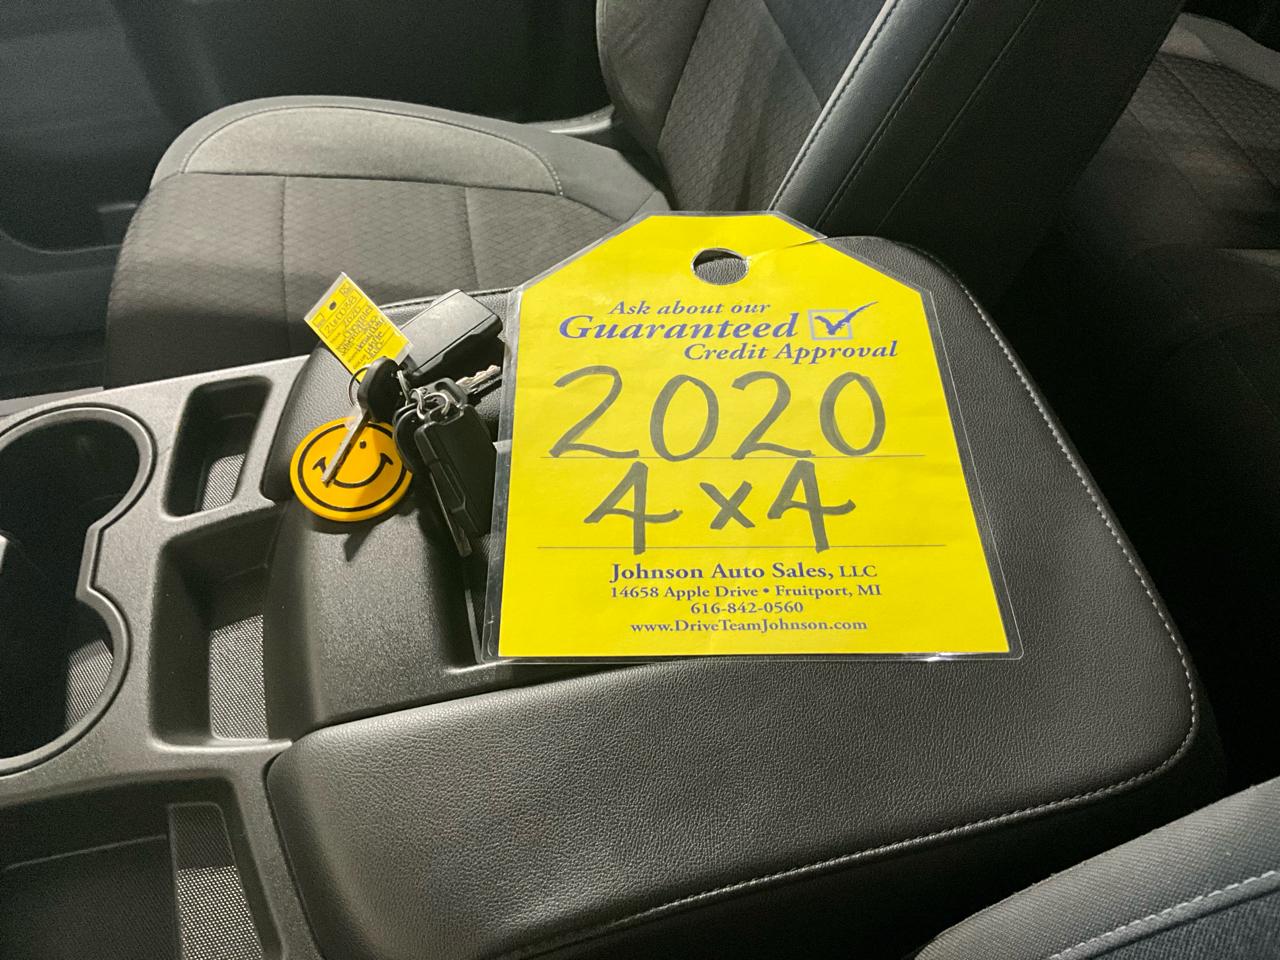 Ask about our
Guaranteed
Credit Approval
2020
4x4
Johnson Auto Sales, LLC
14658 Apple Drive • Fruitport, MI
616-842-0560
www.DriveTeamJohnson.com
2020